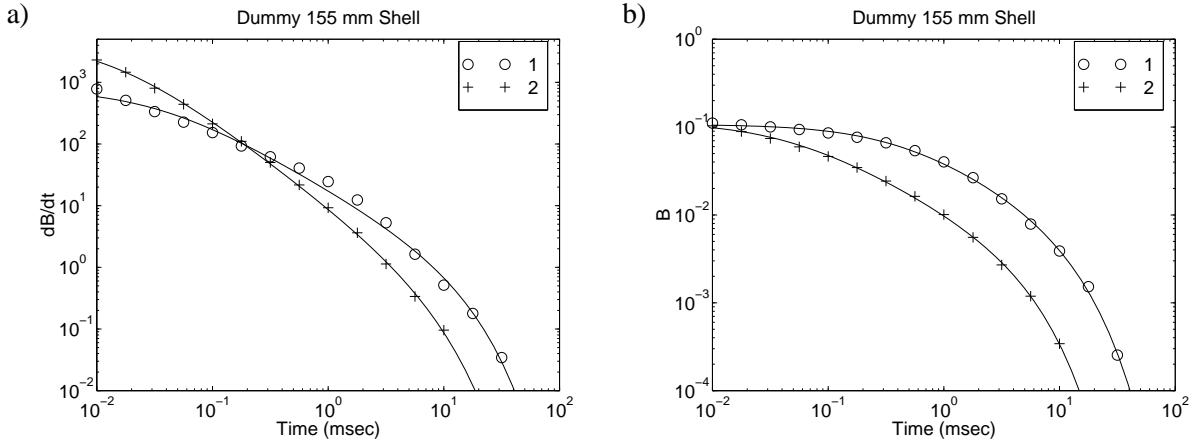 a)
Dummy 155 mm Shell
1
2
dB/dt
10^3
10^2
10^1
10^0
10^-1
10^-2
10^-2 10^-1 10^0 10^1 10^2
Time (msec)
b)
Dummy 155 mm Shell
1
2
B
10^0
10^-1
10^-2
10^-3
10^-4
10^-2 10^-1 10^0 10^1 10^2
Time (msec)